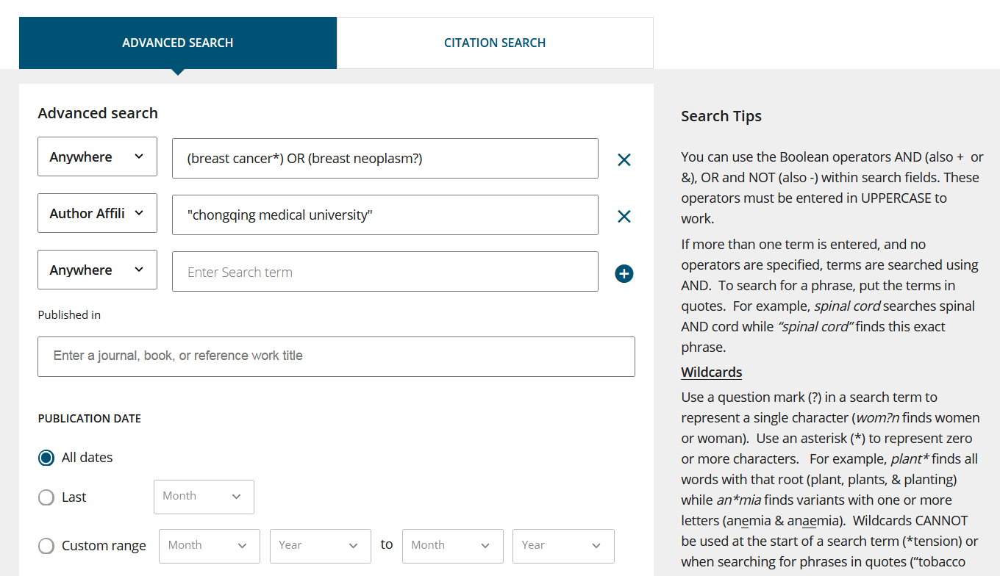 ADVANCED SEARCH
CITATION SEARCH
Advanced search
Anywhere
(breast cancer*) OR (breast neoplasm?)
Author Affili
"chongqing medical university"
Anywhere
Enter Search term
Published in
Enter a journal, book, or reference work title
PUBLICATION DATE
All dates
Last
Month
Custom range
Month
Year
to
Month
Year
Search Tips
You can use the Boolean operators AND (also + or
&), OR and NOT (also -) within search fields. These
operators must be entered in UPPERCASE to
work.
If more than one term is entered, and no
operators are specified, terms are searched using
AND. To search for a phrase, put the terms in
quotes. For example, spinal cord searches spinal
AND cord while “spinal cord” finds this exact
phrase.
Wildcards
Use a question mark (?) in a search term to
represent a single character (wom?n finds women
or woman). Use an asterisk (*) to represent zero
or more characters. For example, plant* finds all
words with that root (plant, plants, & planting)
while an*mia finds variants with one or more
letters (anemia & anaemia). Wildcards CANNOT
be used at the start of a search term (*tension) or
when searching for phrases in quotes (“tobacco